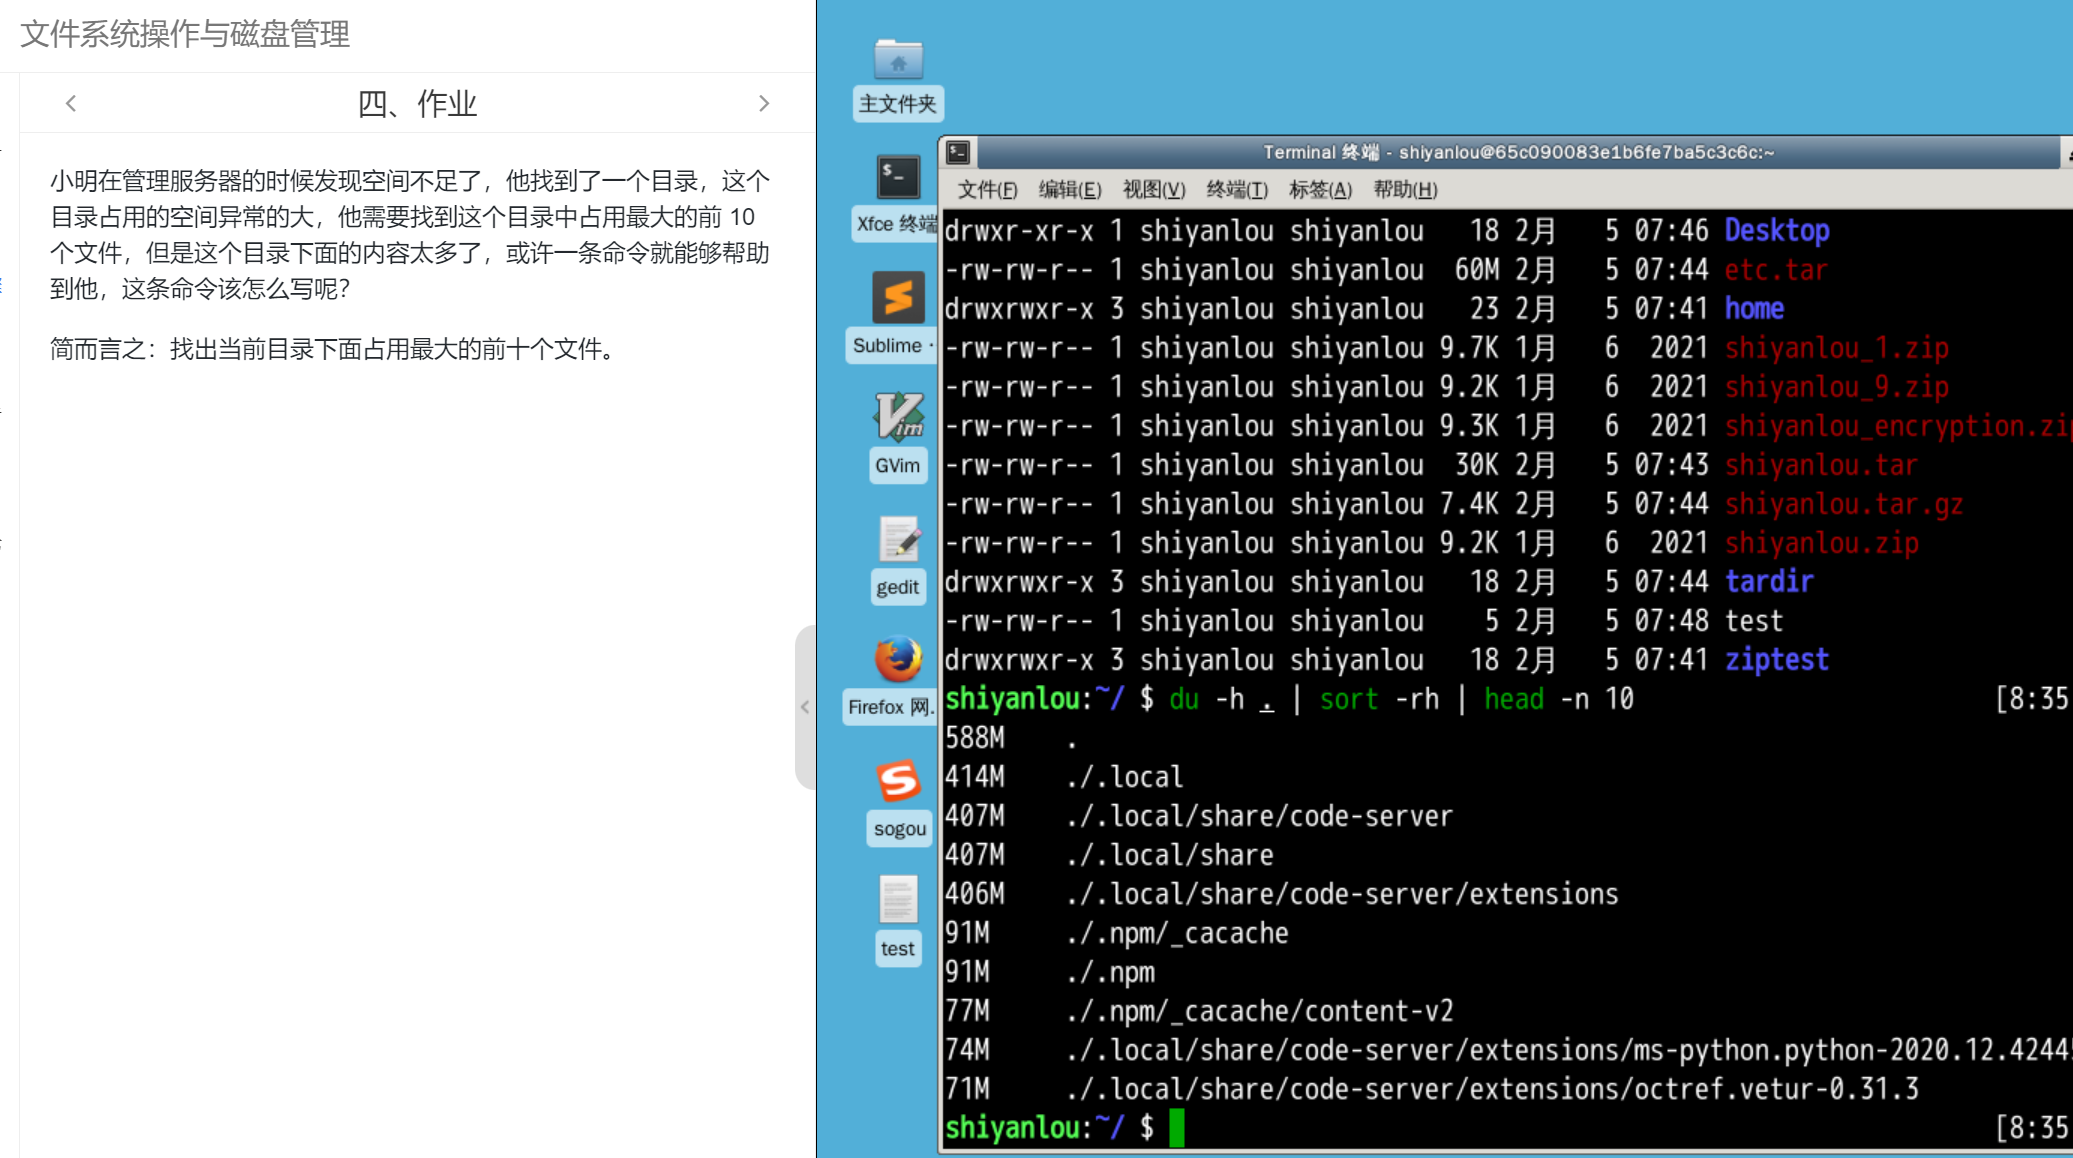 文件系统操作与磁盘管理
四、作业
小明在管理服务器的时候发现空间不足了，他找到了一个目录，这个
目录占用的空间异常的大，他需要找到这个目录中占用最大的前 10
个文件，但是这个目录下面的内容太多了，或许一条命令就能够帮助
到他，这条命令该怎么写呢？
简而言之：找出当前目录下面占用最大的前十个文件。
主文件夹
Xfce 终端
Sublime
GVim
gedit
Firefox 网.
sogou
test
Terminal 终端 - shiyanlou@65c090083e1b6fe7ba5c3c6c:~
文件(F) 编辑(E) 视图(V) 终端(T) 标签(A) 帮助(H)
drwxr-xr-x 1 shiyanlou shiyanlou 18 2月 5 07:46 Desktop
-rw-rw-r-- 1 shiyanlou shiyanlou 60M 2月 5 07:44 etc.tar
drwxrwxr-x 3 shiyanlou shiyanlou 23 2月 5 07:41 home
-rw-rw-r-- 1 shiyanlou shiyanlou 9.7K 1月 6 2021 shiyanlou_1.zip
-rw-rw-r-- 1 shiyanlou shiyanlou 9.2K 1月 6 2021 shiyanlou_9.zip
-rw-rw-r-- 1 shiyanlou shiyanlou 9.3K 1月 6 2021 shiyanlou_encryption.zip
-rw-rw-r-- 1 shiyanlou shiyanlou 30K 2月 5 07:43 shiyanlou.tar
-rw-rw-r-- 1 shiyanlou shiyanlou 7.4K 2月 5 07:44 shiyanlou.tar.gz
-rw-rw-r-- 1 shiyanlou shiyanlou 9.2K 1月 6 2021 shiyanlou.zip
drwxrwxr-x 3 shiyanlou shiyanlou 18 2月 5 07:44 tardir
-rw-rw-r-- 1 shiyanlou shiyanlou 5 2月 5 07:48 test
drwxrwxr-x 3 shiyanlou shiyanlou 18 2月 5 07:41 ziptest
shiyanlou:~/ $ du -h . | sort -rh | head -n 10 [8:35
588M .
414M ./.local
407M ./.local/share/code-server
407M ./.local/share
406M ./.local/share/code-server/extensions
91M ./.npm/_cacache
91M ./.npm
77M ./.npm/_cacache/content-v2
74M ./.local/share/code-server/extensions/ms-python.python-2020.12.4244
71M ./.local/share/code-server/extensions/octref.vetur-0.31.3
shiyanlou:~/ $ [8:35